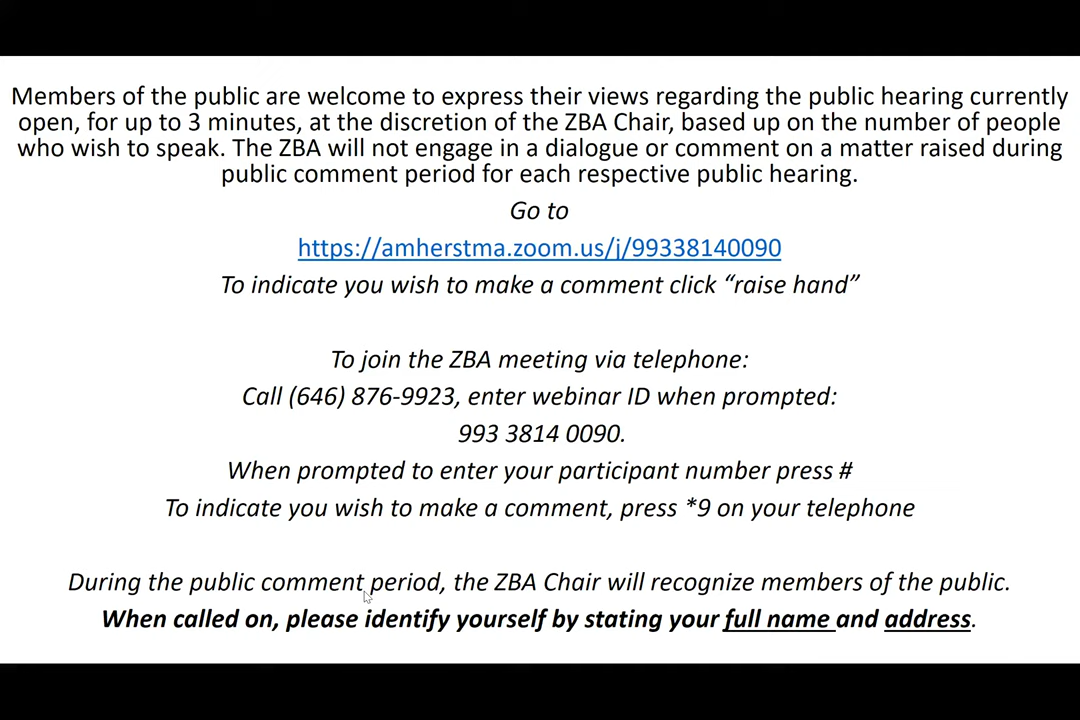 Members of the public are welcome to express their views regarding the public hearing currently
open, for up to 3 minutes, at the discretion of the ZBA Chair, based up on the number of people
who wish to speak. The ZBA will not engage in a dialogue or comment on a matter raised during
public comment period for each respective public hearing.
Go to
https://amherstma.zoom.us/j/99338140090
To indicate you wish to make a comment click “raise hand”
To join the ZBA meeting via telephone:
Call (646) 876-9923, enter webinar ID when prompted:
993 3814 0090.
When prompted to enter your participant number press #
To indicate you wish to make a comment, press *9 on your telephone
During the public comment period, the ZBA Chair will recognize members of the public.
When called on, please identify yourself by stating your full name and address.